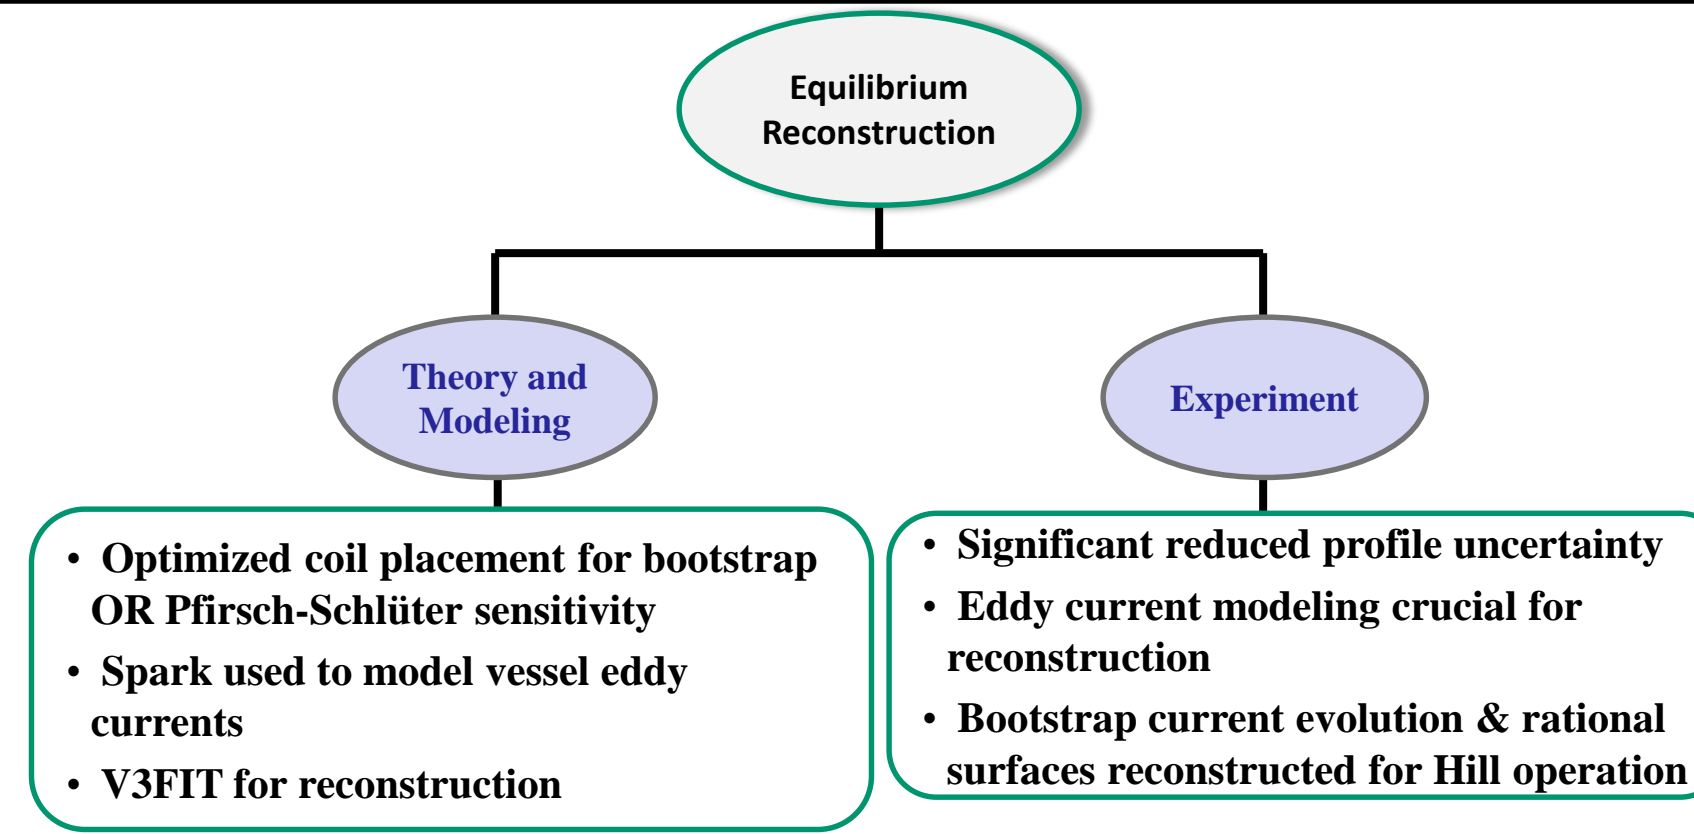 Equilibrium
Reconstruction
Theory and
Modeling
Experiment
• Optimized coil placement for bootstrap
OR Pfirsch-Schlüter sensitivity
• Spark used to model vessel eddy
currents
• V3FIT for reconstruction
• Significant reduced profile uncertainty
• Eddy current modeling crucial for
reconstruction
• Bootstrap current evolution & rational
surfaces reconstructed for Hill operation